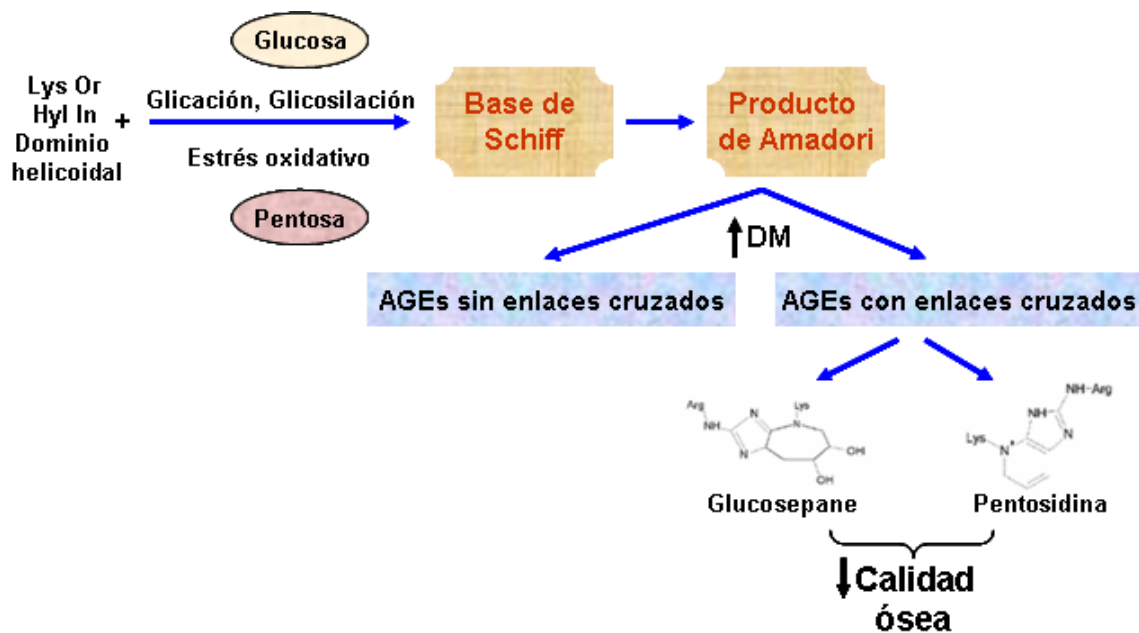 Glucosa
Lys Or
Hyl In
Dominio
helicoidal
+
Glicación, Glicosilación
Estrés oxidativo
Pentosa
Base de
Schiff
Producto
de Amadori
DM
AGEs sin enlaces cruzados
AGEs con enlaces cruzados
Arg
NH
N
N
N
Lys
OH
OH
Glucosepane
NH-Arg
NH
N
Lys
N+
Pentosidina
Calidad
ósea